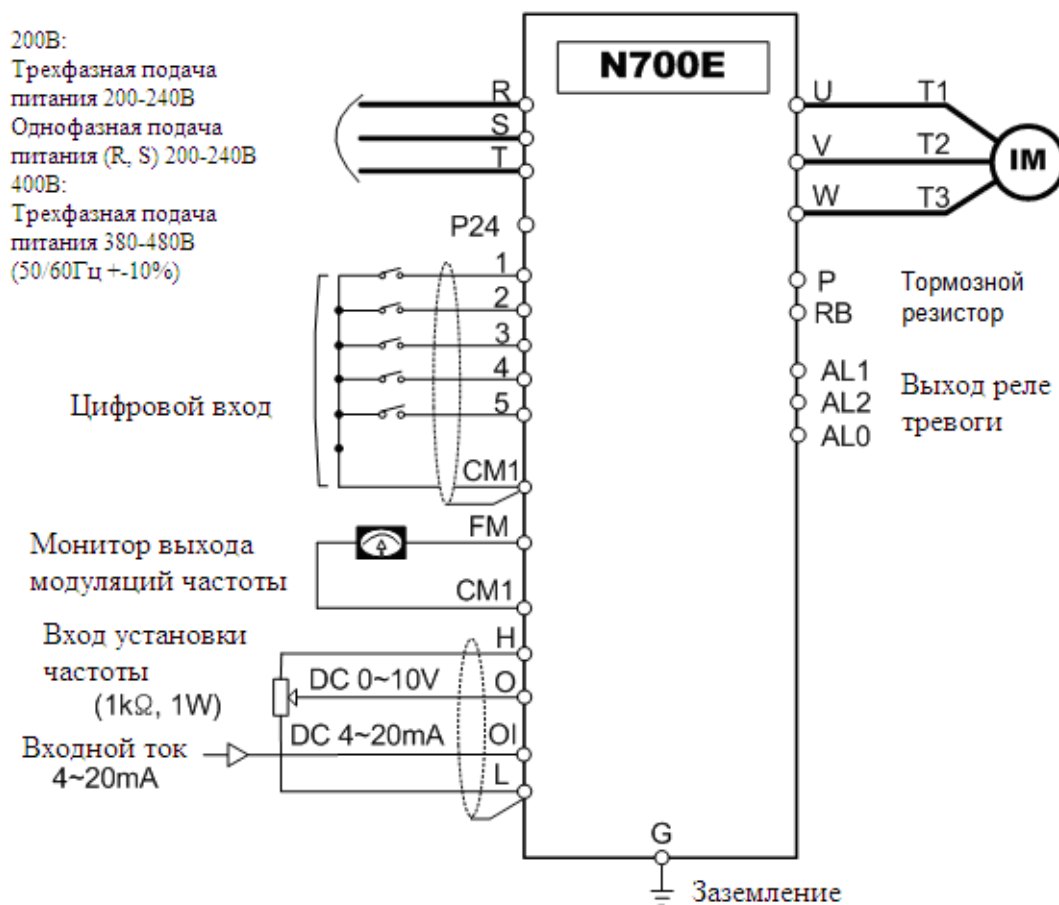 200В:
Трехфазная подача
питания 200-240В
Однофазная подача
питания (R, S) 200-240В
400В:
Трехфазная подача
питания 380-480В
(50/60Гц +-10%)
N700E
R
S
T
P24
1
2
3
4
5
Цифровой вход
CM1
FM
Монитор выхода
модуляций частоты
CM1
Вход установки
частоты
(1kΩ, 1W)
H
DC 0~10V
O
DC 4~20mA
OI
Входной ток
4~20mA
L
U
T1
V
T2
W
T3
IM
P
RB
Тормозной
резистор
AL1
AL2
AL0
Выход реле
тревоги
G
Заземление